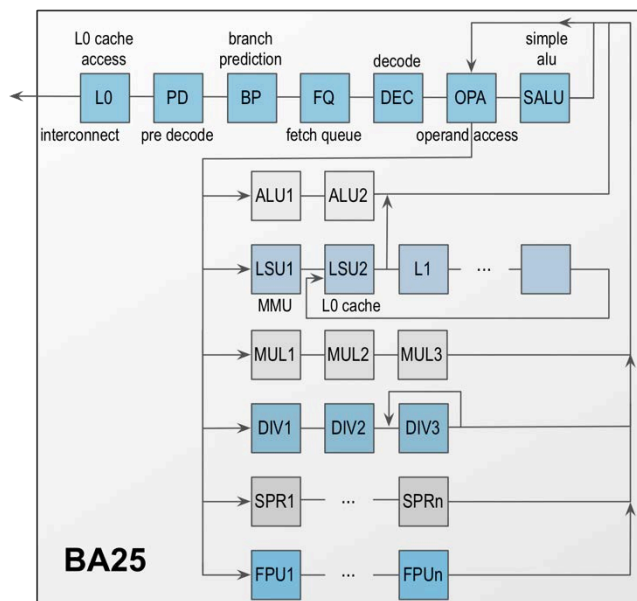 L0 cache
access
branch
prediction
simple
alu
decode
L0
PD
BP
FQ
DEC
OPA
SALU
interconnect
pre decode
fetch queue
operand access
ALU1
ALU2
LSU1
LSU2
L1
...
MMU
L0 cache
MUL1
MUL2
MUL3
DIV1
DIV2
DIV3
SPR1
...
SPRn
BA25
FPU1
...
FPUn